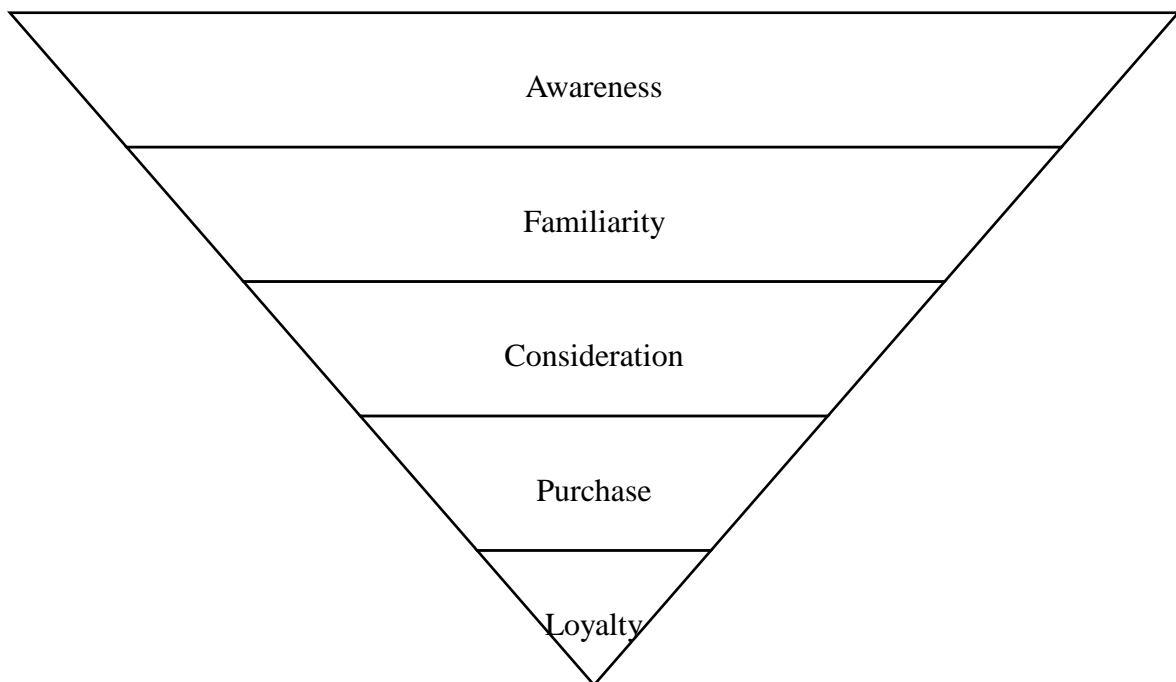 Awareness
Familiarity
Consideration
Purchase
Loyalty